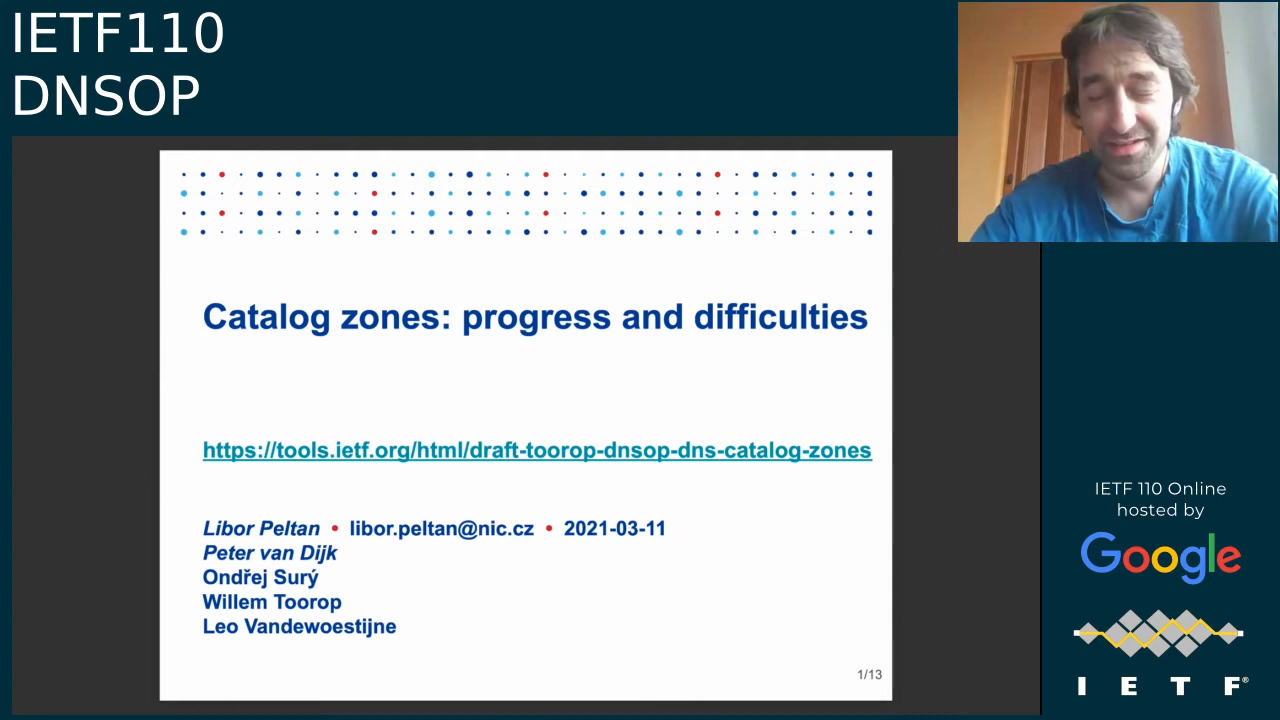 IETF110
DNSOP
Catalog zones: progress and difficulties
https://tools.ietf.org/html/draft-toorop-dnsop-dns-catalog-zones
Libor Peltan • libor.peltan@nic.cz • 2021-03-11
Peter van Dijk
Ondřej Surý
Willem Toorop
Leo Vandewoestijne
1/13
IETF 110 Online
hosted by
Google
I E T F®